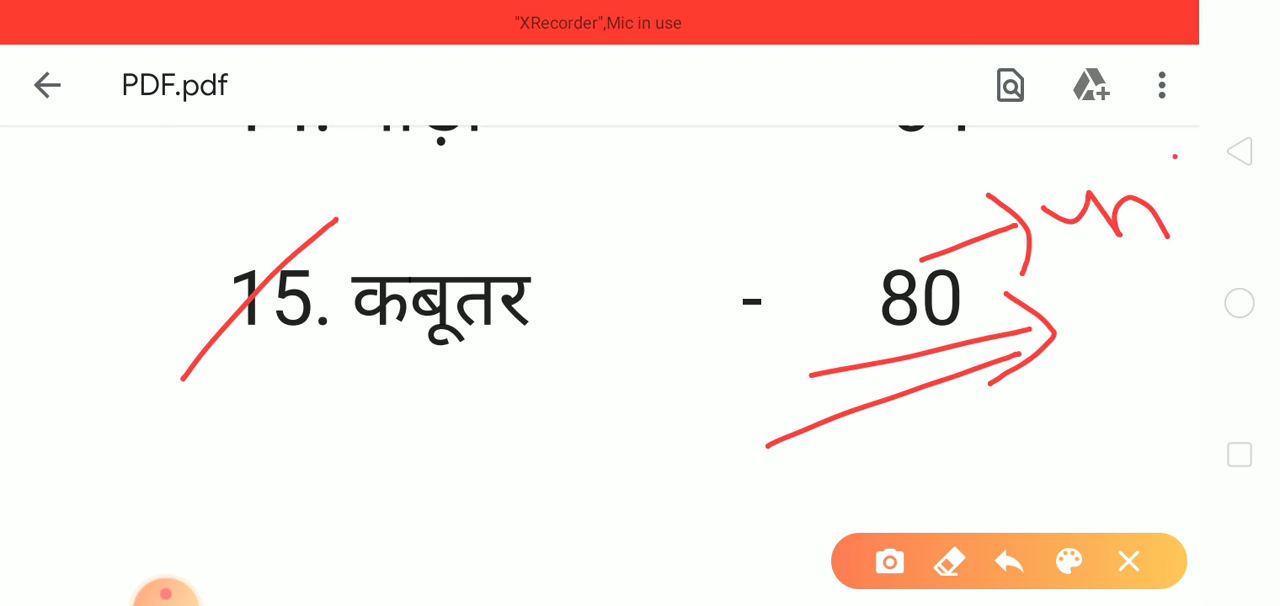 "XRecorder",Mic in use
PDF.pdf
15. कबूतर - 80